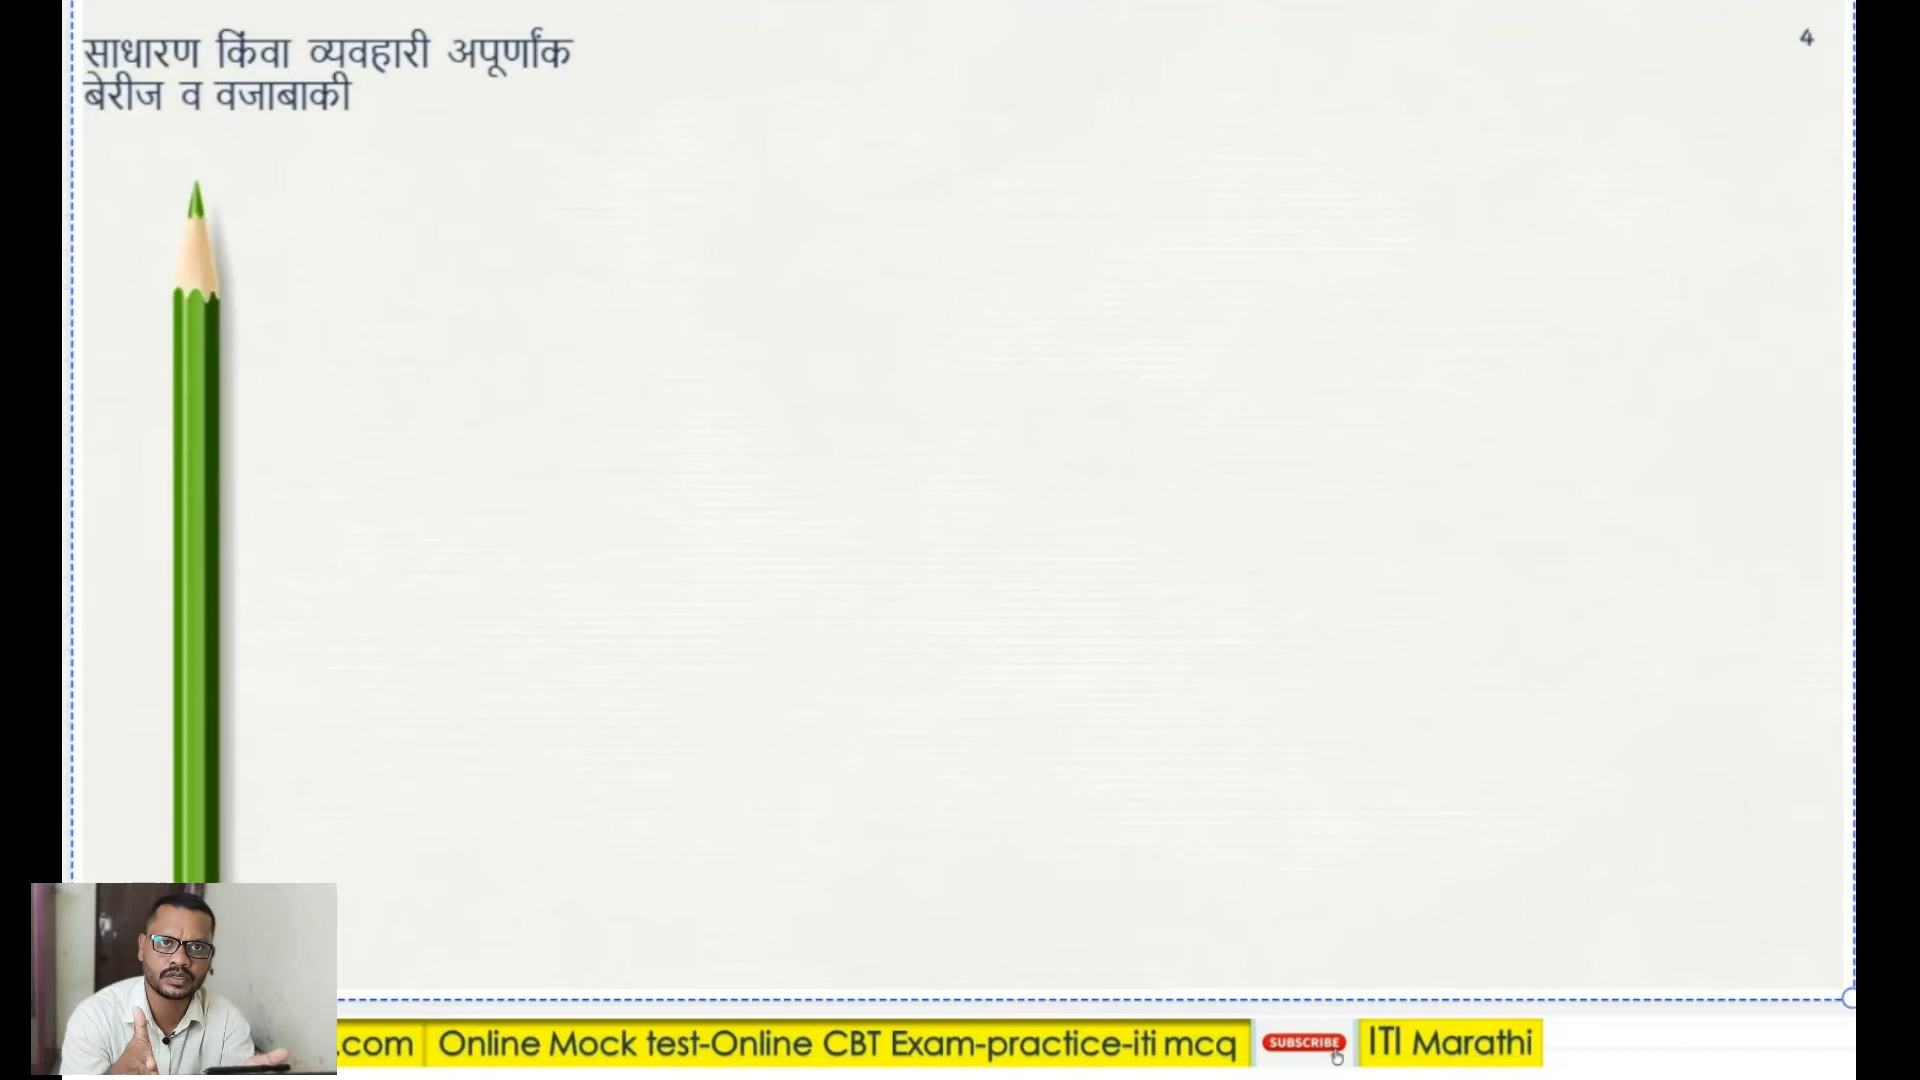 साधारण किंवा व्यवहारी अपूर्णांक
बेरीज व वजाबाकी
4
.com Online Mock test-Online CBT Exam-practice-iti mcq SUBSCRIBE ITI Marathi